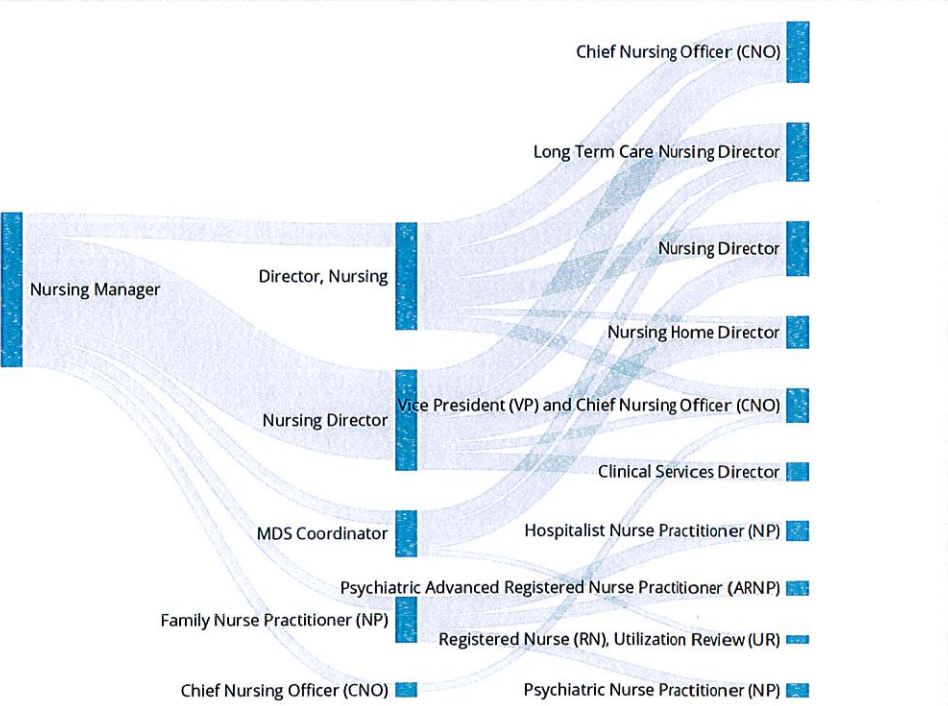 Chief Nursing Officer (CNO)
Long Term Care Nursing Director
Nursing Director
Nursing Manager
Director, Nursing
Nursing Home Director
Vice President (VP) and Chief Nursing Officer (CNO)
Nursing Director
Clinical Services Director
MDS Coordinator
Hospitalist Nurse Practitioner (NP)
Psychiatric Advanced Registered Nurse Practitioner (ARNP)
Family Nurse Practitioner (NP)
Registered Nurse (RN), Utilization Review (UR)
Chief Nursing Officer (CNO)
Psychiatric Nurse Practitioner (NP)